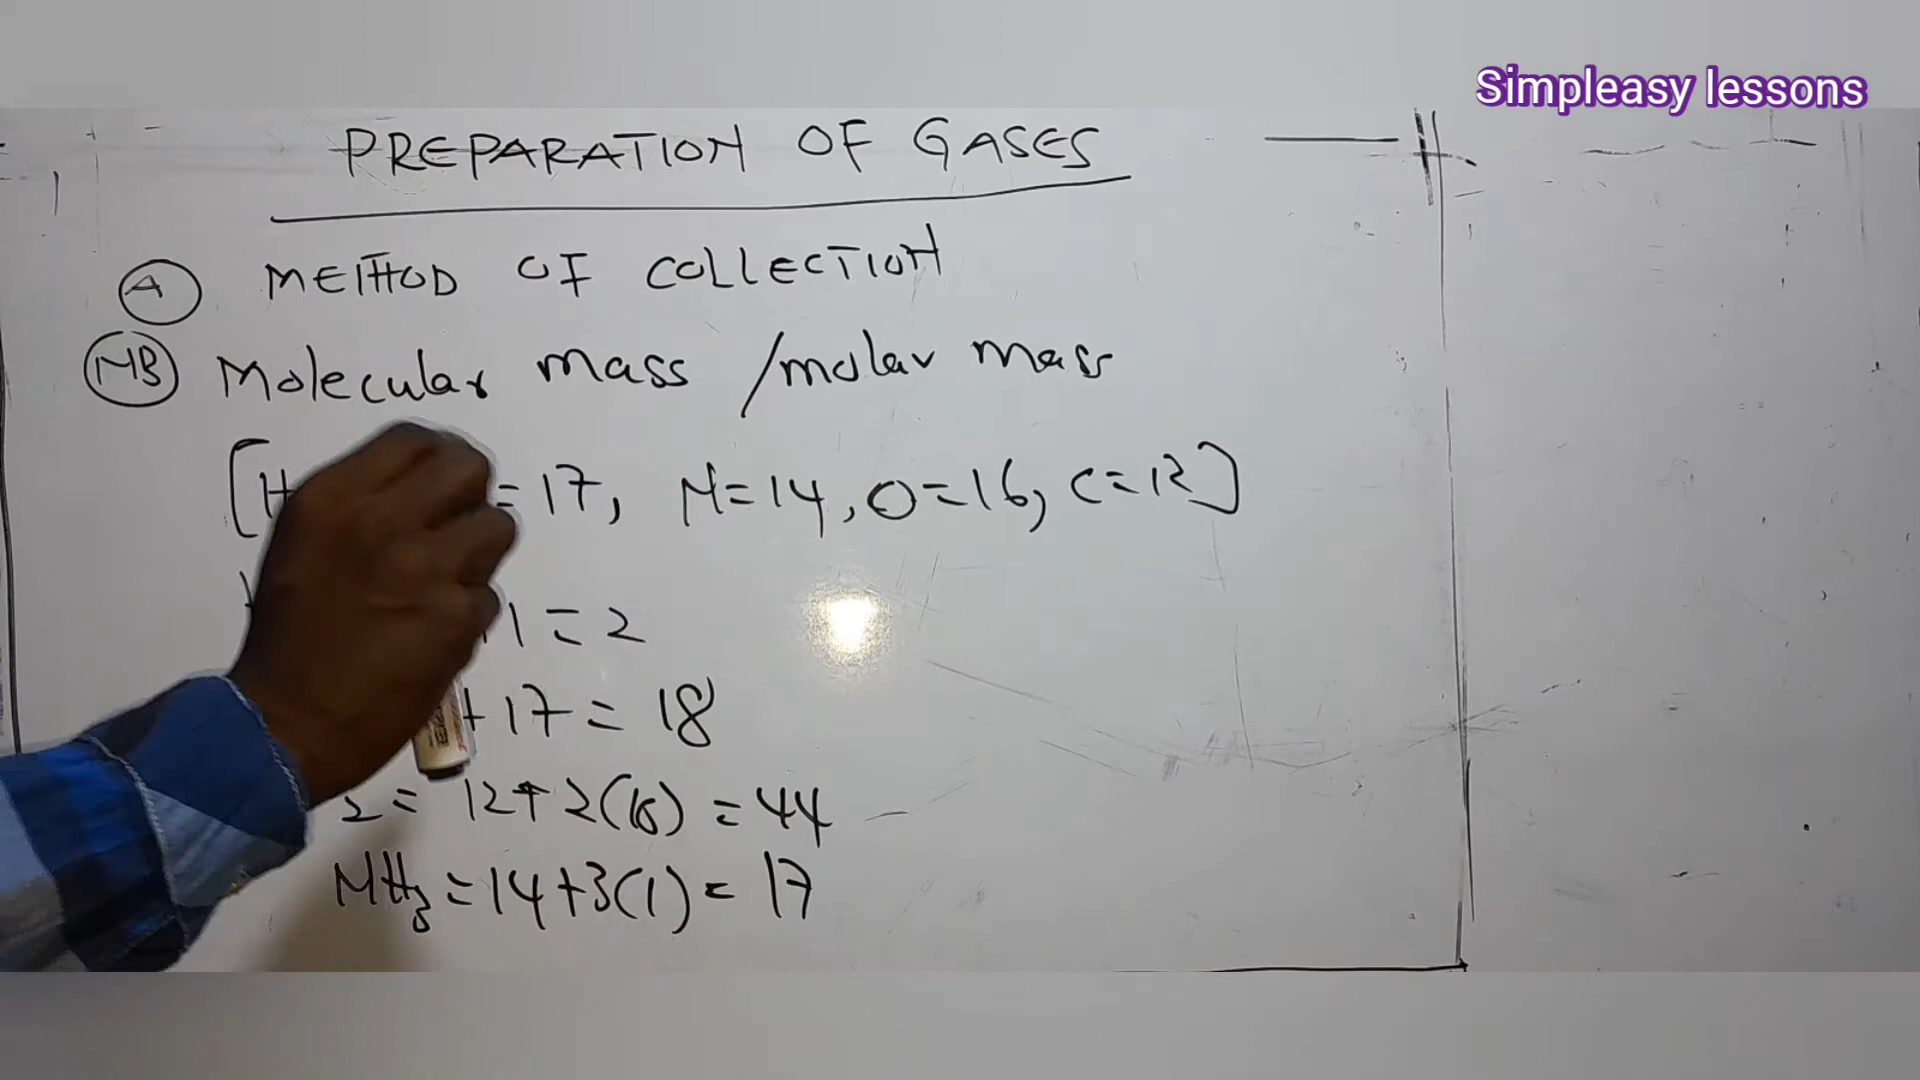 Simpleasy lessons
PREPARATION OF GASES
A METHOD OF COLLECTION
NB Molecular mass /molar mass
[H =17, N=14, O=16, C=12]
1=2
+17=18
2= 12+2(16) =44
NH3=14+3(1)= 17